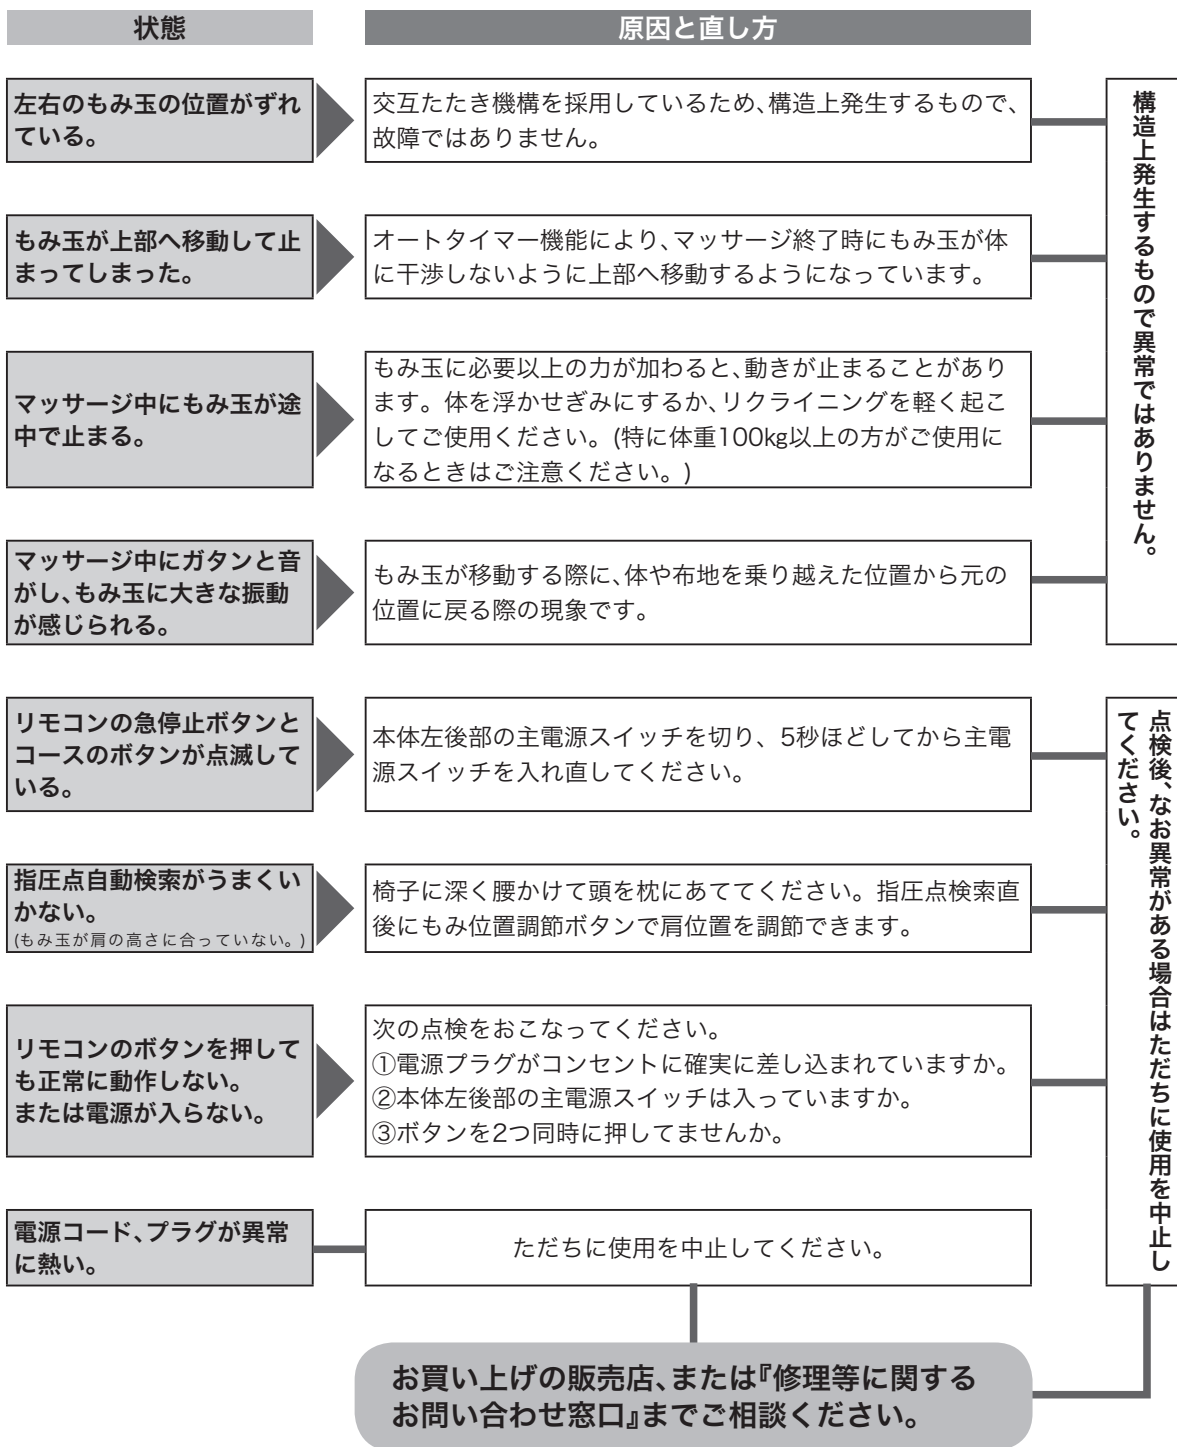 状態
原因と直し方
左右のもみ玉の位置がずれ
ている。
交互たたき機構を採用しているため、構造上発生するもので、
故障ではありません。
もみ玉が上部へ移動して止
まってしまった。
オートタイマー機能により、マッサージ終了時にもみ玉が体
に干渉しないように上部へ移動するようになっています。
マッサージ中にもみ玉が途
中で止まる。
もみ玉に必要以上の力が加わると、動きが止まることがあり
ます。体を浮かせぎみにするか、リクライニングを軽く起こ
してご使用ください。(特に体重100kg以上の方がご使用に
なるときはご注意ください。)
マッサージ中にガタンと音
がし、もみ玉に大きな振動
が感じられる。
もみ玉が移動する際に、体や布地を乗り越えた位置から元の
位置に戻る際の現象です。
構造上発生するもので異常ではありません。
リモコンの急停止ボタンと
コースのボタンが点滅して
いる。
本体左後部の主電源スイッチを切り、5秒ほどしてから主電
源スイッチを入れ直してください。
指圧点自動検索がうまくい
かない。
(もみ玉が肩の高さに合っていない。)
椅子に深く腰かけて頭を枕にあててください。指圧点検索直
後にもみ位置調節ボタンで肩位置を調節できます。
リモコンのボタンを押して
も正常に動作しない。
または電源が入らない。
次の点検をおこなってください。
①電源プラグがコンセントに確実に差し込まれていますか。
②本体左後部の主電源スイッチは入っていますか。
③ボタンを2つ同時に押してませんか。
電源コード、プラグが異常
に熱い。
ただちに使用を中止してください。
点検後、なお異常がある場合はただちに使用を中止し
てください。
お買い上げの販売店、または『修理等に関する
お問い合わせ窓口』までご相談ください。